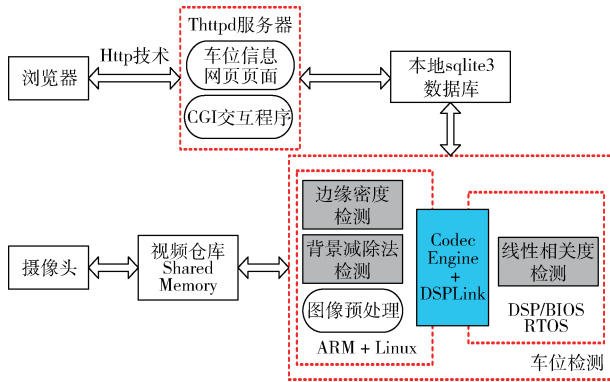 Thttpd服务器
Http技术
浏览器
车位信息
网页页面
CGI交互程序
本地sqlite3
数据库
摄像头
视频仓库
Shared
Memory
边缘密度
检测
背景减除法
检测
图像预处理
ARM + Linux
Codec
Engine
+
DSPLink
线性相关度
检测
DSP/BIOS
RTOS
车位检测